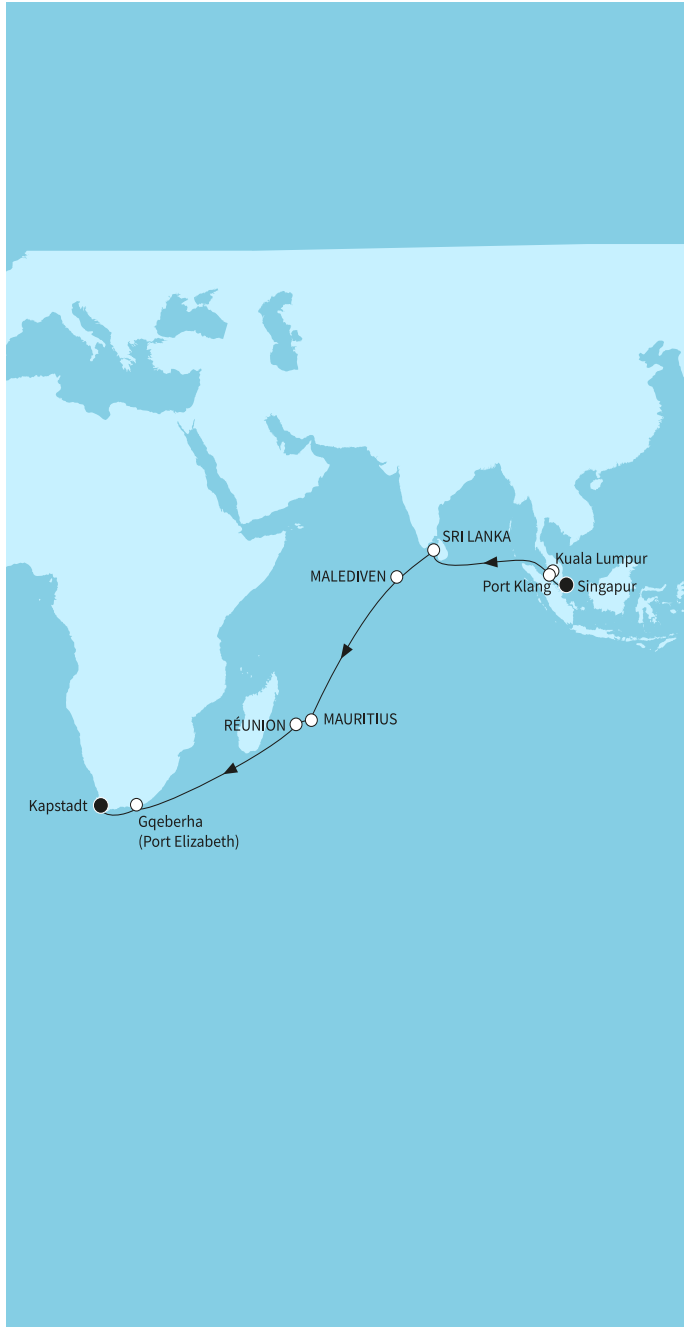 SRI LANKA
Kuala Lumpur
MALEDIVEN
Port Klang
Singapur
RÉUNION
MAURITIUS
Kapstadt
Gqeberha
(Port Elizabeth)